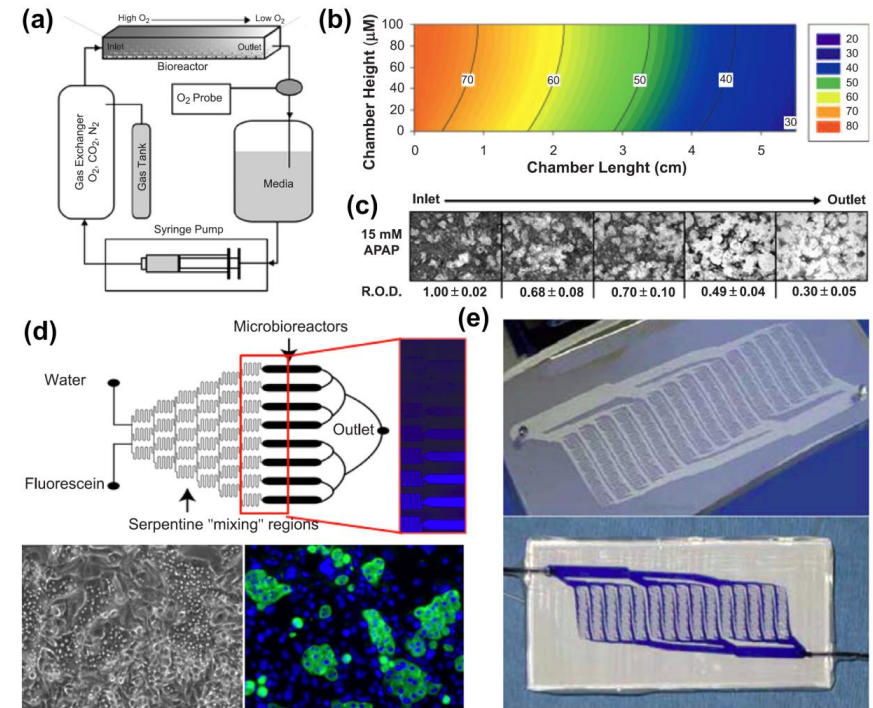 (a)
High O2
Low O2
Inlet
Outlet
Bioreactor
O2 Probe
Gas Exchanger
O2, CO2, N2
Gas Tank
Media
Syringe Pump
(b)
Chamber Height (µM)
100
80
60
40
20
0
70
60
50
40
30
0
1
2
3
4
5
Chamber Lenght (cm)
20
30
40
50
60
70
80
(c)
Inlet
Outlet
15 mM
APAP
R.O.D.
1.00 ± 0.02
0.68 ± 0.08
0.70 ± 0.10
0.49 ± 0.04
0.30 ± 0.05
(d)
Microbioreactors
Water
Outlet
Fluorescein
Serpentine "mixing" regions
(e)